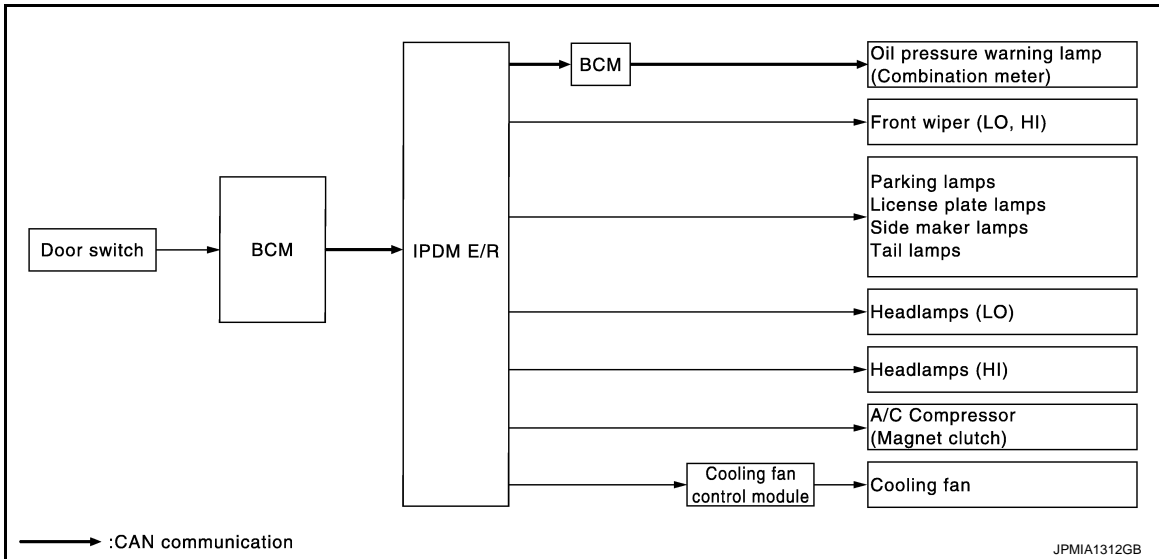 Door switch
BCM
IPDM E/R
BCM
Oil pressure warning lamp
(Combination meter)
Front wiper (LO, HI)
Parking lamps
License plate lamps
Side maker lamps
Tail lamps
Headlamps (LO)
Headlamps (HI)
A/C Compressor
(Magnet clutch)
Cooling fan
control module
Cooling fan
:CAN communication
JPMIA1312GB